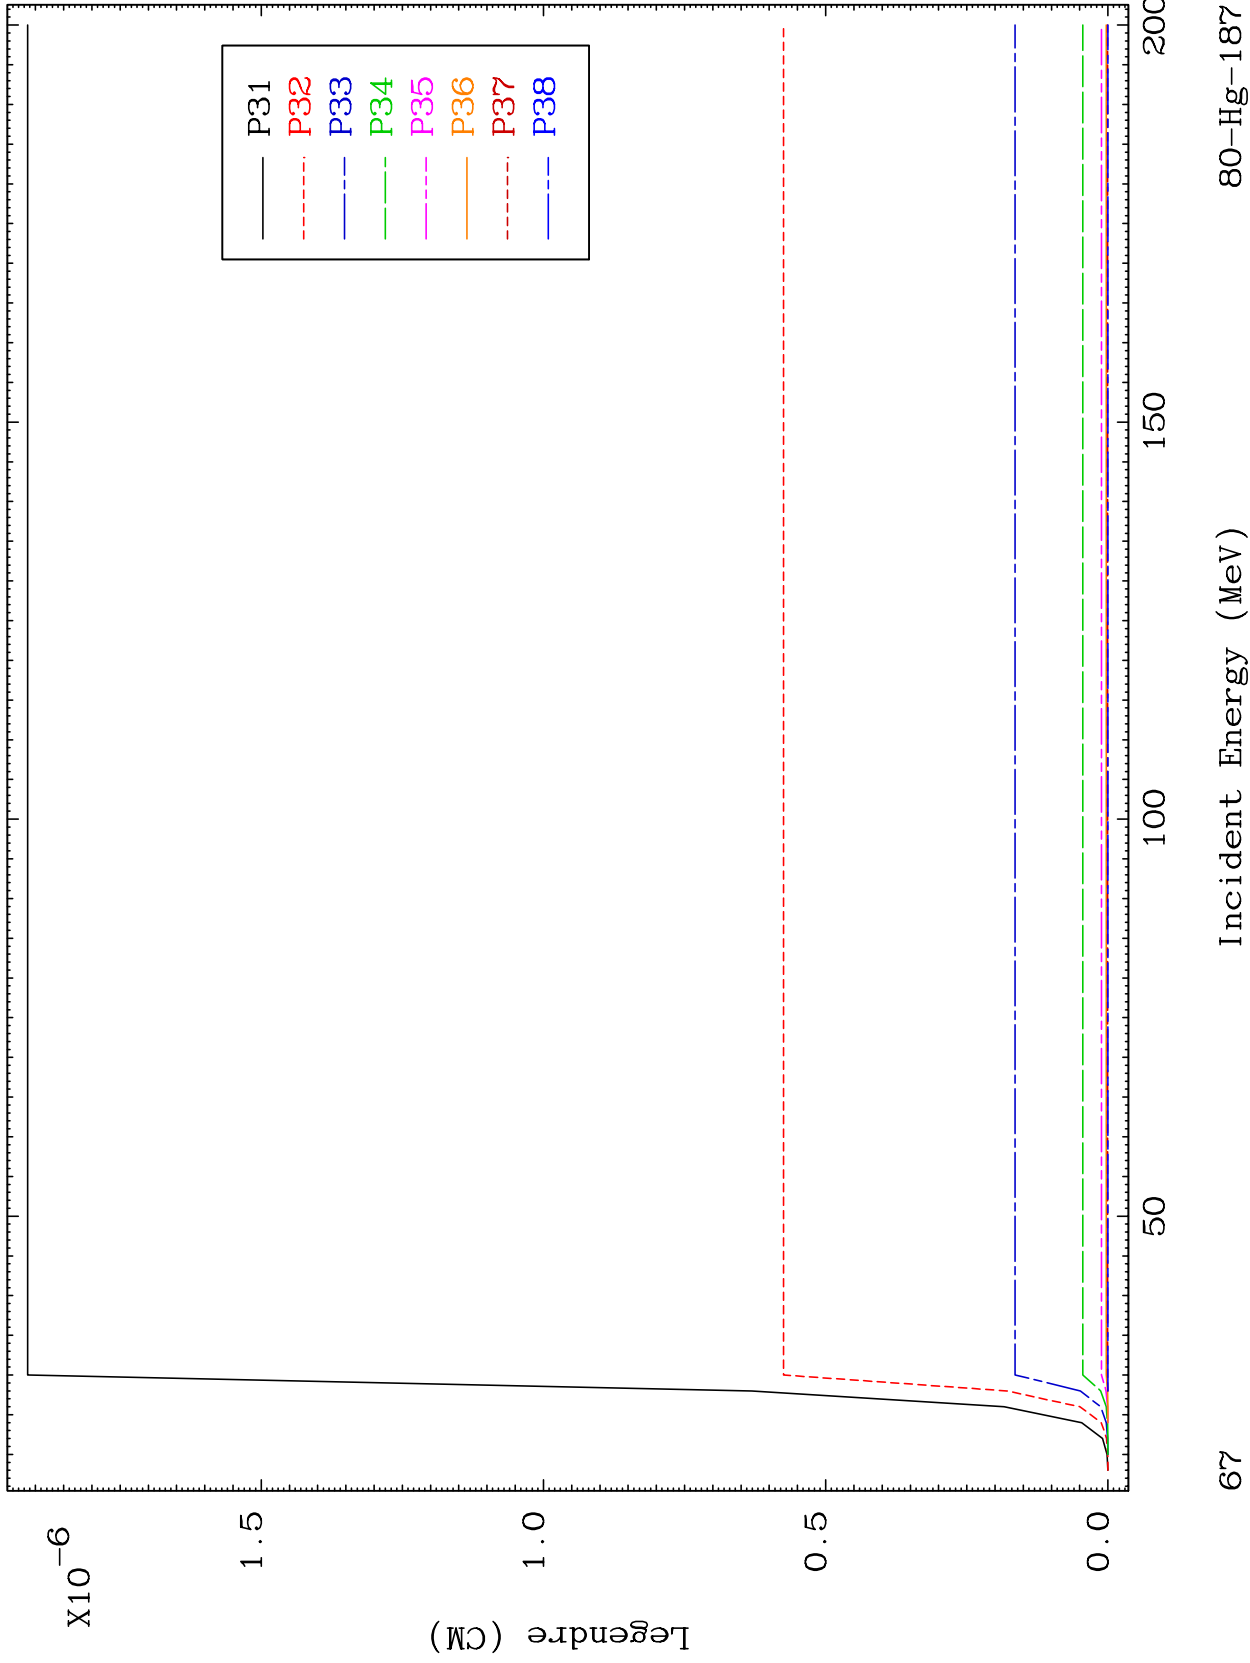 X10-6
1.5
1.0
0.5
0.0
Legendre (CM)
P31
P32
P33
P34
P35
P36
P37
P38
50
100
150
200
67
Incident Energy (MeV)
80-Hg-187